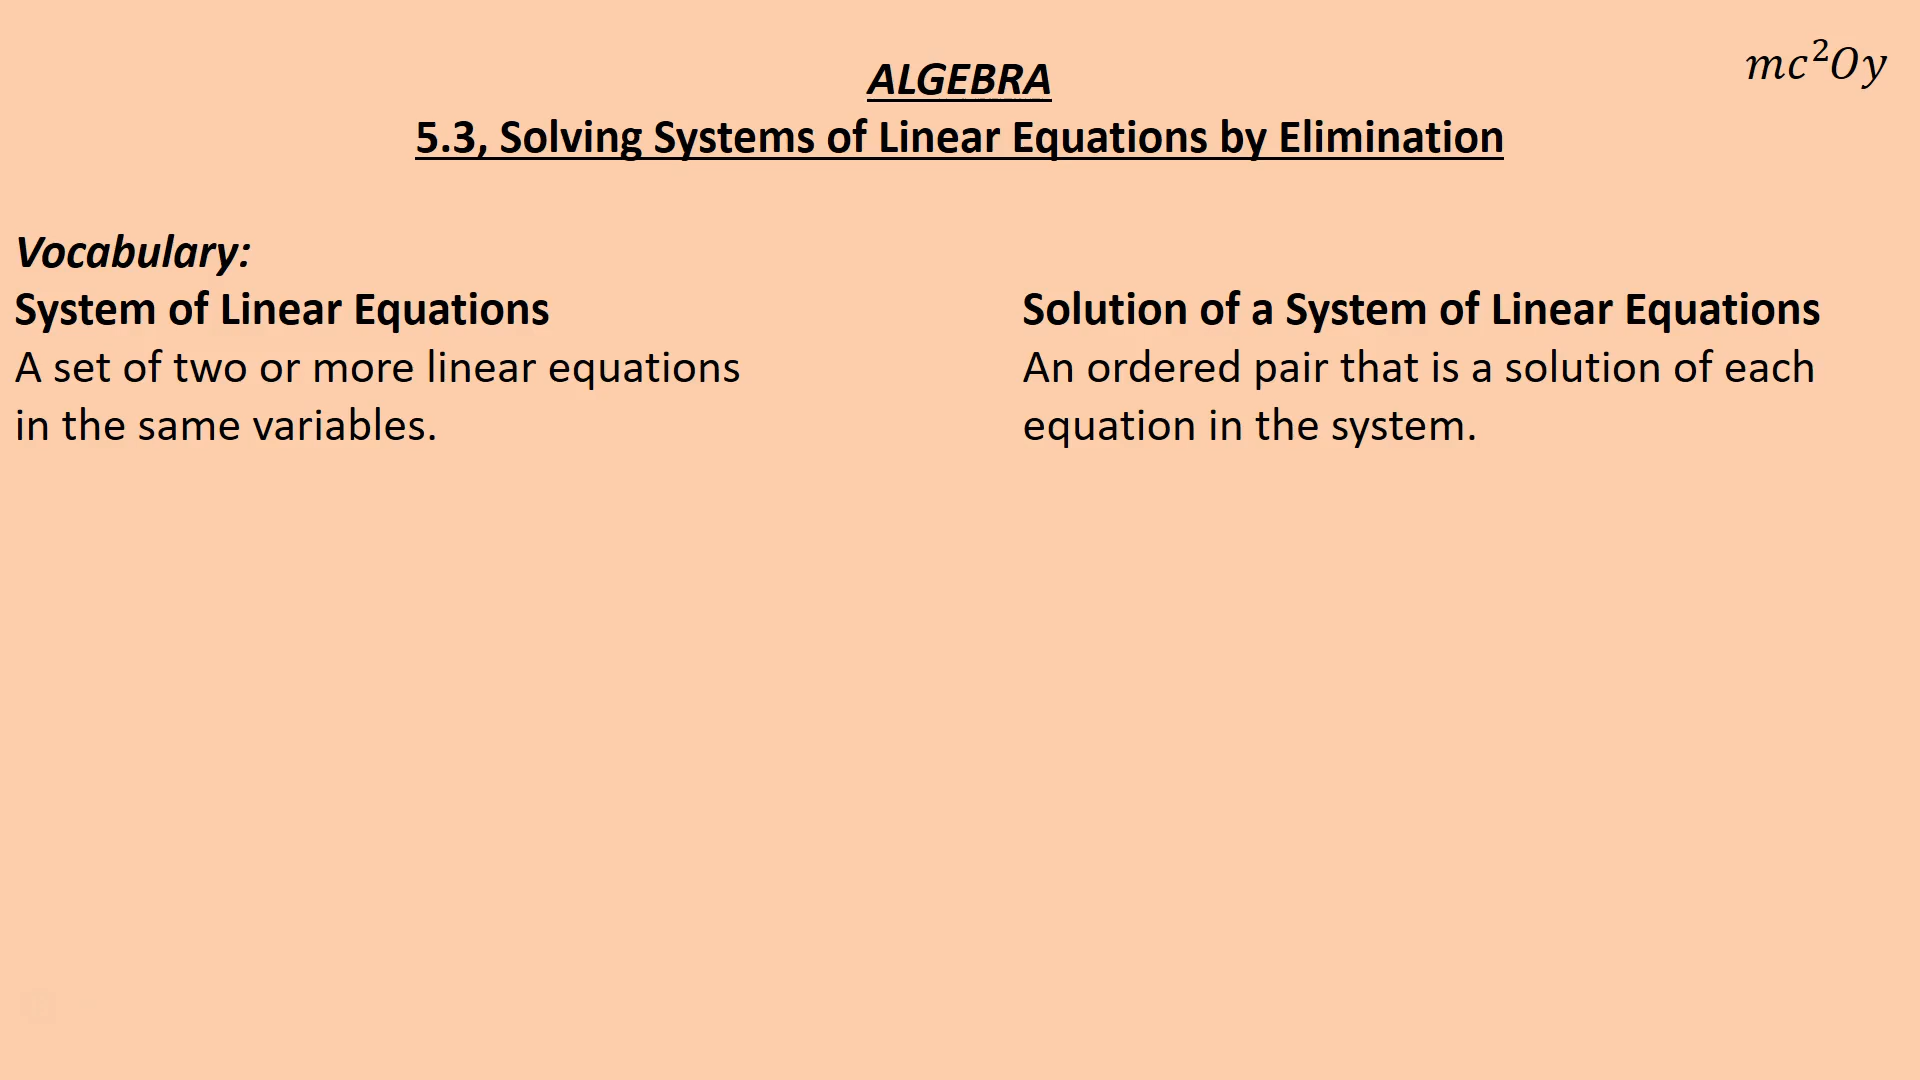 mc²Oy
ALGEBRA
5.3, Solving Systems of Linear Equations by Elimination
Vocabulary:
System of Linear Equations
A set of two or more linear equations
in the same variables.
Solution of a System of Linear Equations
An ordered pair that is a solution of each
equation in the system.